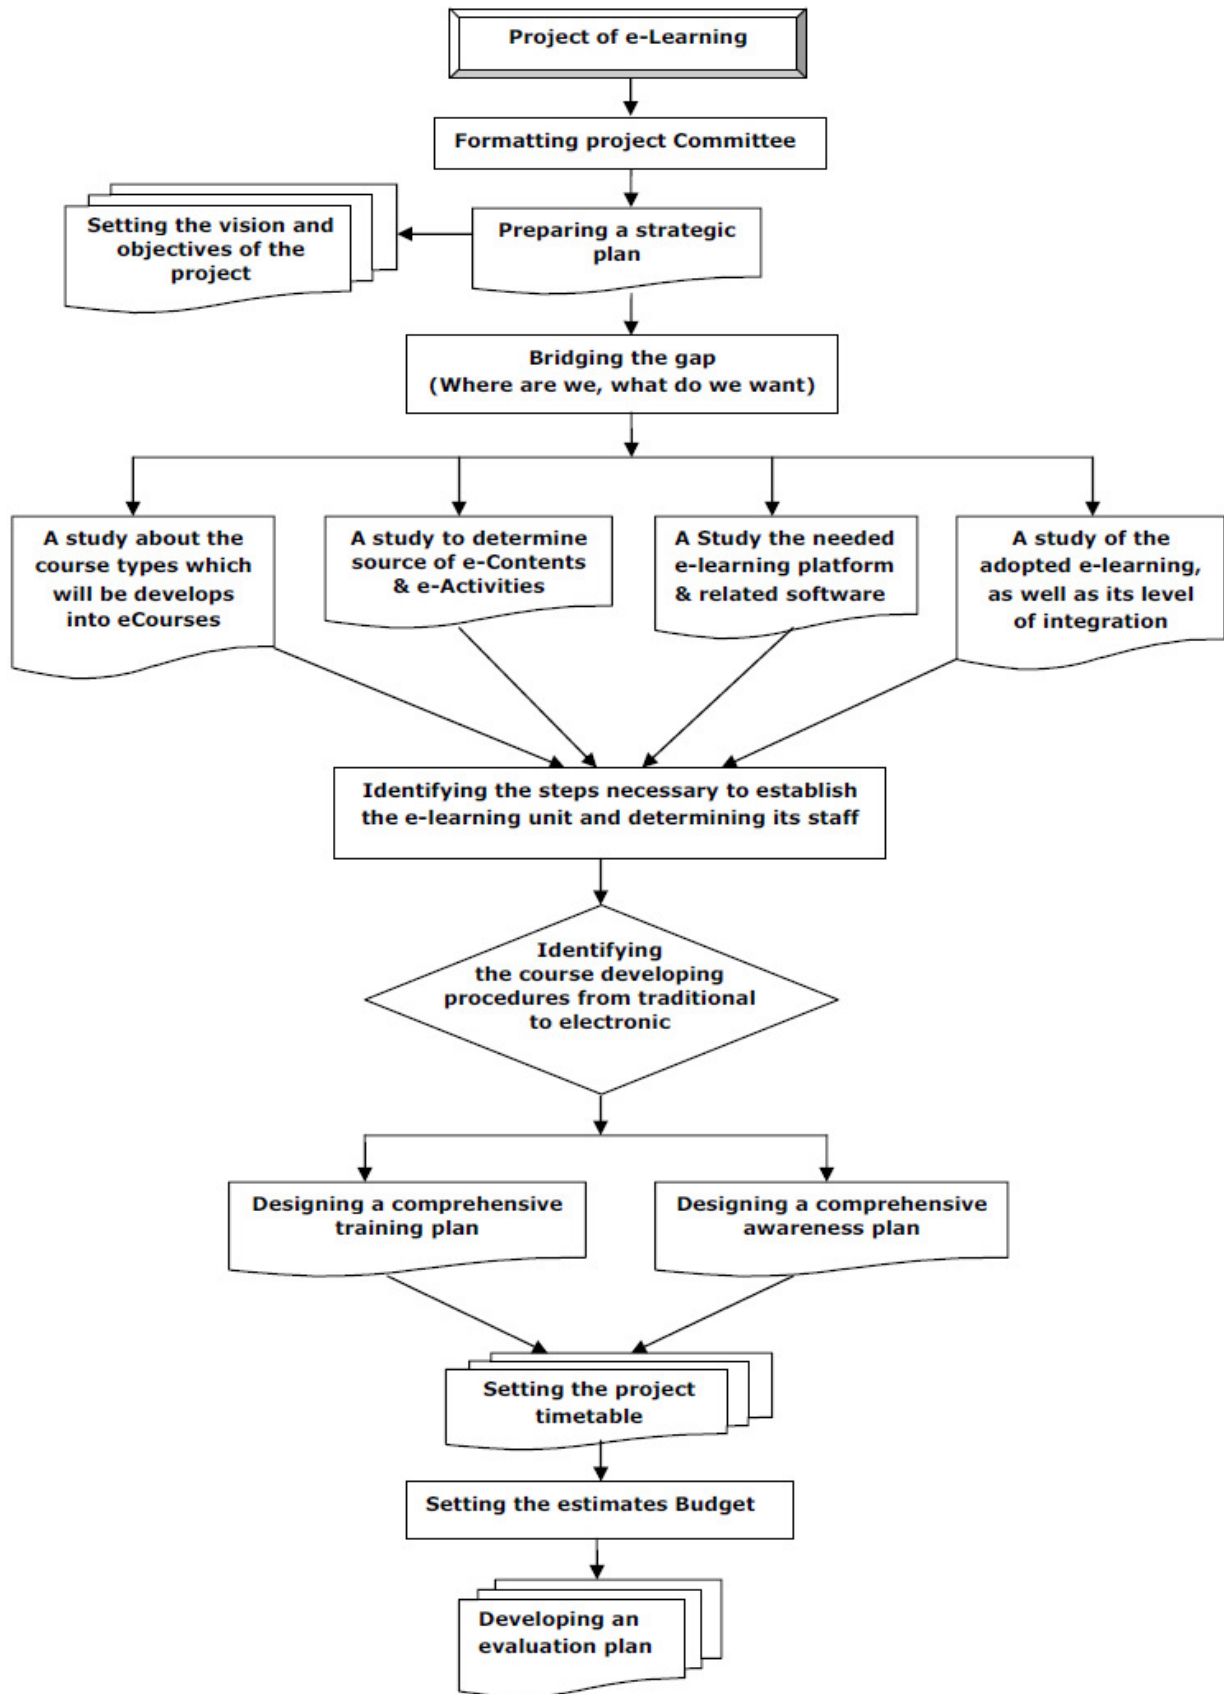 Project of e-Learning
Formatting project Committee
Setting the vision and
objectives of the
project
Preparing a strategic
plan
Bridging the gap
(Where are we, what do we want)
A study about the
course types which
will be develops
into eCourses
A study to determine
source of e-Contents
& e-Activities
A Study the needed
e-learning platform
& related software
A study of the
adopted e-learning,
as well as its level
of integration
Identifying the steps necessary to establish
the e-learning unit and determining its staff
Identifying
the course developing
procedures from traditional
to electronic
Designing a comprehensive
training plan
Designing a comprehensive
awareness plan
Setting the project
timetable
Setting the estimates Budget
Developing an
evaluation plan